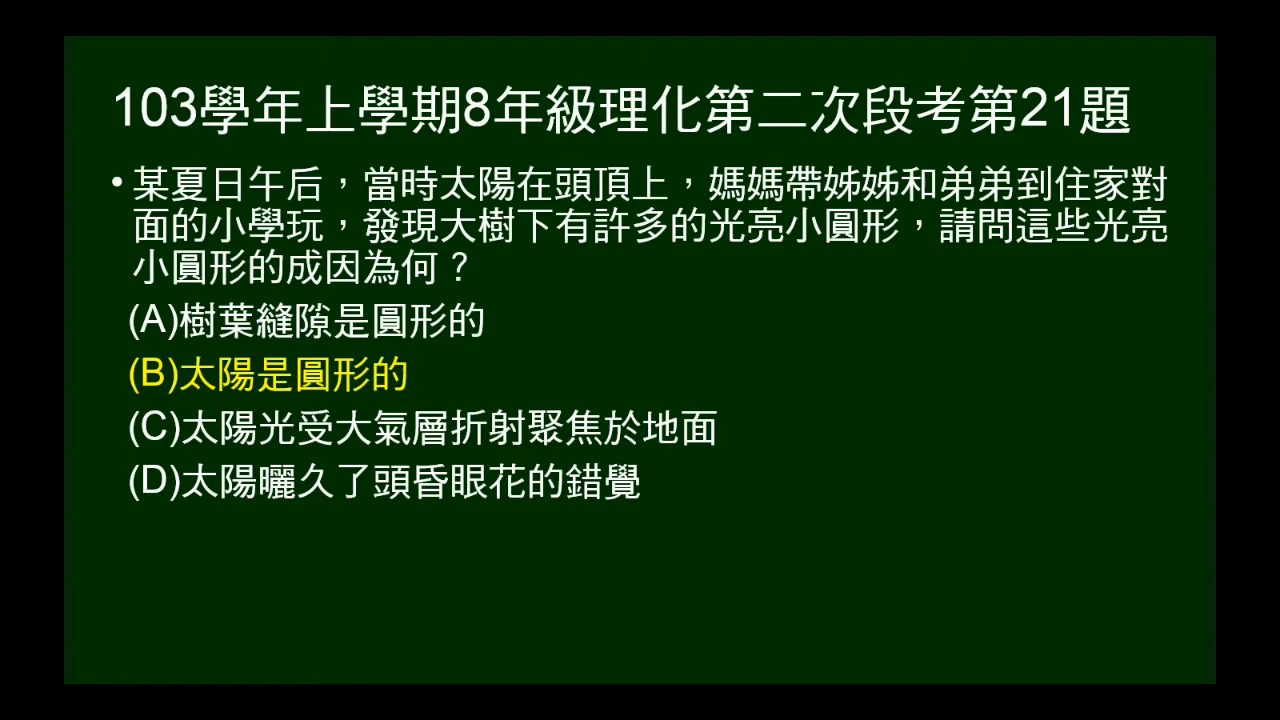 103學年上學期8年級理化第二次段考第21題
• 某夏日午后，當時太陽在頭頂上，媽媽帶姊姊和弟弟到住家對
面的小學玩，發現大樹下有許多的光亮小圓形，請問這些光亮
小圓形的成因為何？
(A)樹葉縫隙是圓形的
(B)太陽是圓形的
(C)太陽光受大氣層折射聚焦於地面
(D)太陽曬久了頭昏眼花的錯覺